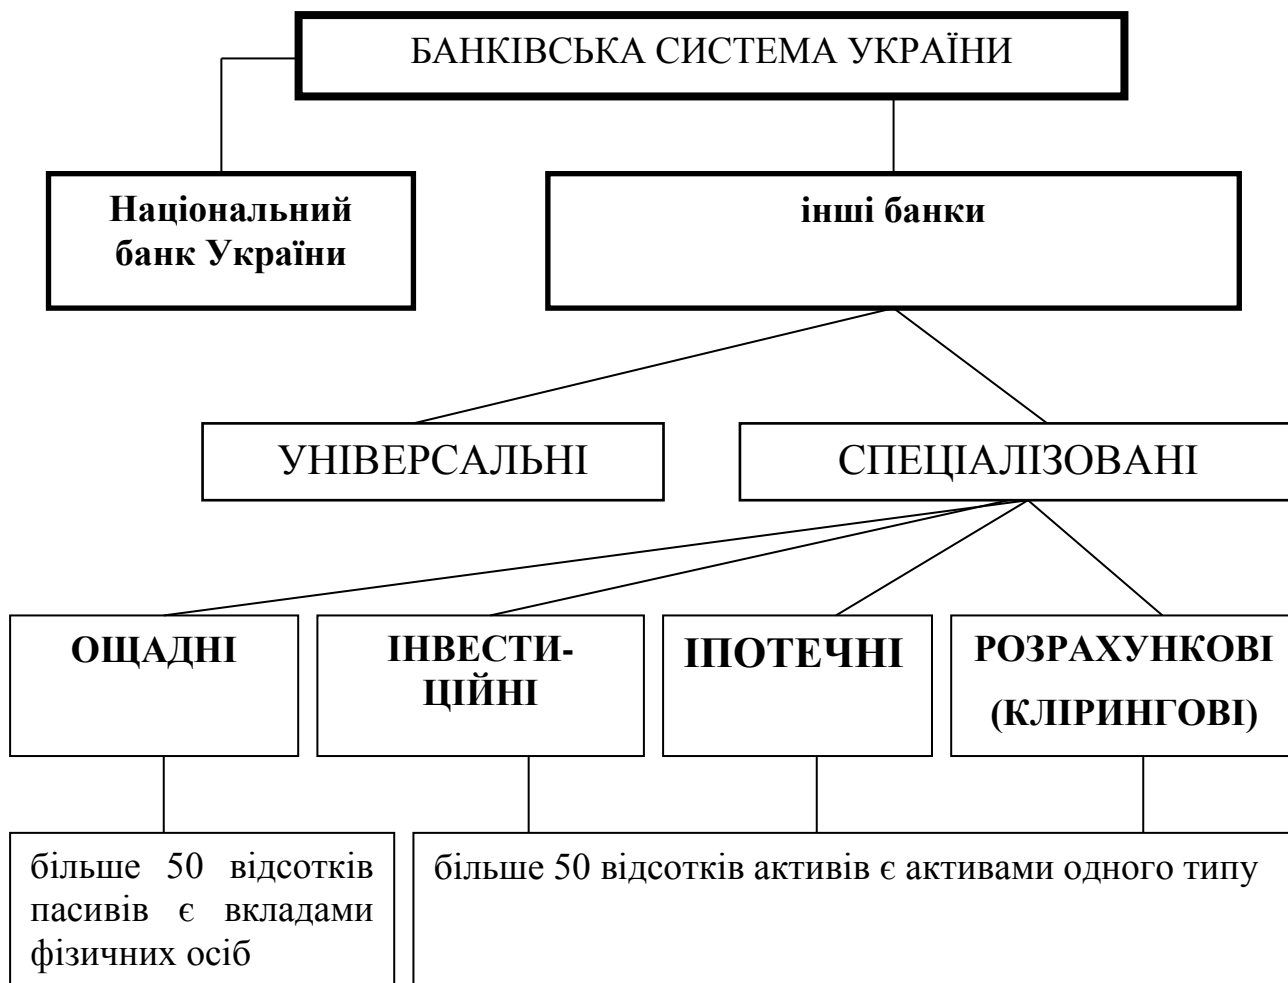 БАНКІВСЬКА СИСТЕМА УКРАЇНИ
Національний
банк України
інші банки
УНІВЕРСАЛЬНІ
СПЕЦІАЛІЗОВАНІ
ОЩАДНІ
ІНВЕСТИ-
ЦІЙНІ
ІПОТЕЧНІ
РОЗРАХУНКОВІ
(КЛІРИНГОВІ)
більше 50 відсотків
пасивів є вкладами
фізичних осіб
більше 50 відсотків активів є активами одного типу